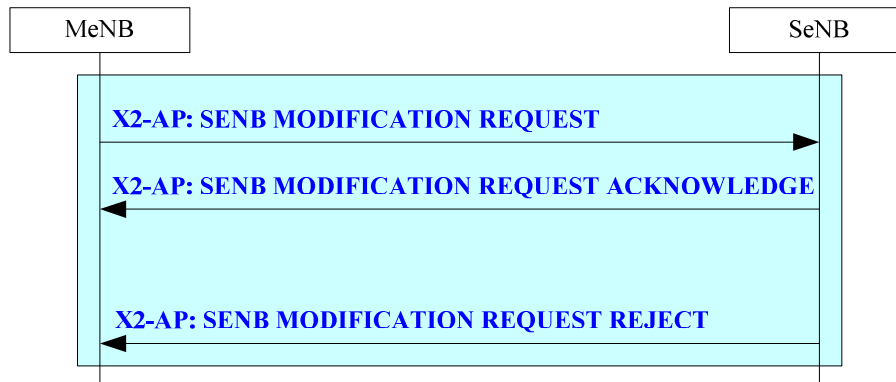 MeNB
SeNB
X2-AP: SENB MODIFICATION REQUEST
X2-AP: SENB MODIFICATION REQUEST ACKNOWLEDGE
X2-AP: SENB MODIFICATION REQUEST REJECT